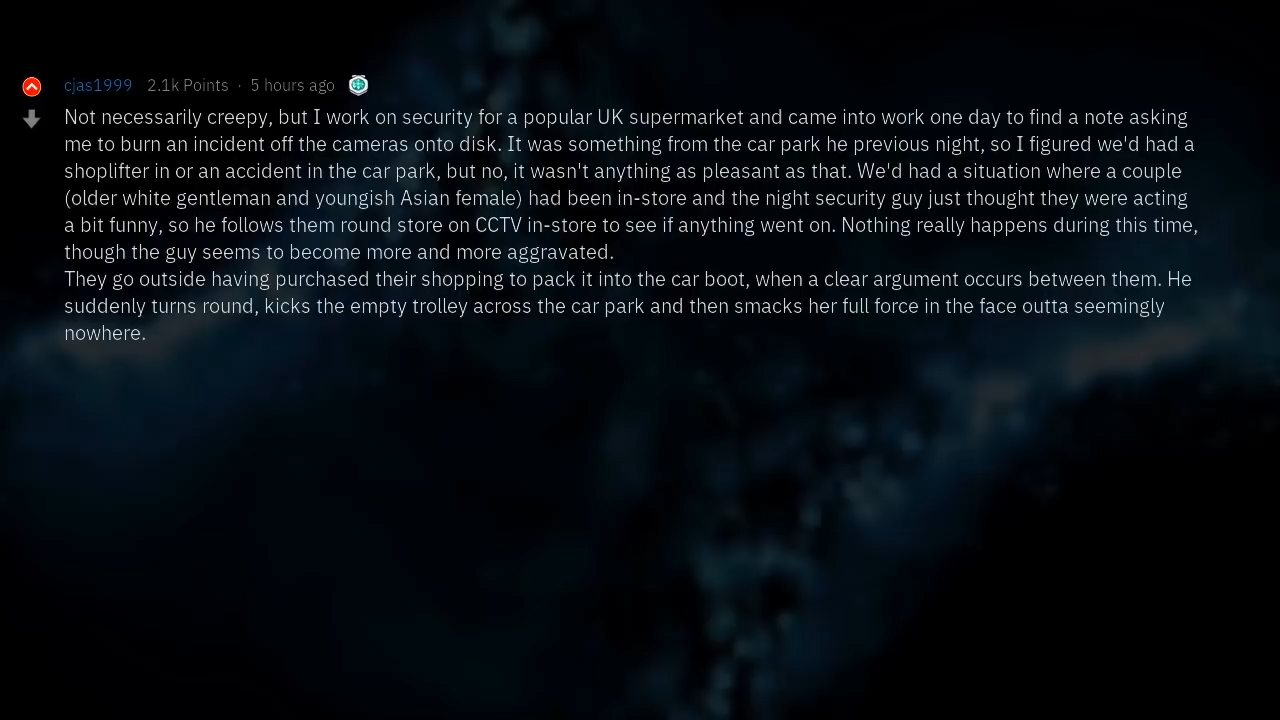 cjas1999 2.1k Points · 5 hours ago
Not necessarily creepy, but I work on security for a popular UK supermarket and came into work one day to find a note asking
me to burn an incident off the cameras onto disk. It was something from the car park he previous night, so I figured we'd had a
shoplifter in or an accident in the car park, but no, it wasn't anything as pleasant as that. We'd had a situation where a couple
(older white gentleman and youngish Asian female) had been in-store and the night security guy just thought they were acting
a bit funny, so he follows them round store on CCTV in-store to see if anything went on. Nothing really happens during this time,
though the guy seems to become more and more aggravated.
They go outside having purchased their shopping to pack it into the car boot, when a clear argument occurs between them. He
suddenly turns round, kicks the empty trolley across the car park and then smacks her full force in the face outta seemingly
nowhere.